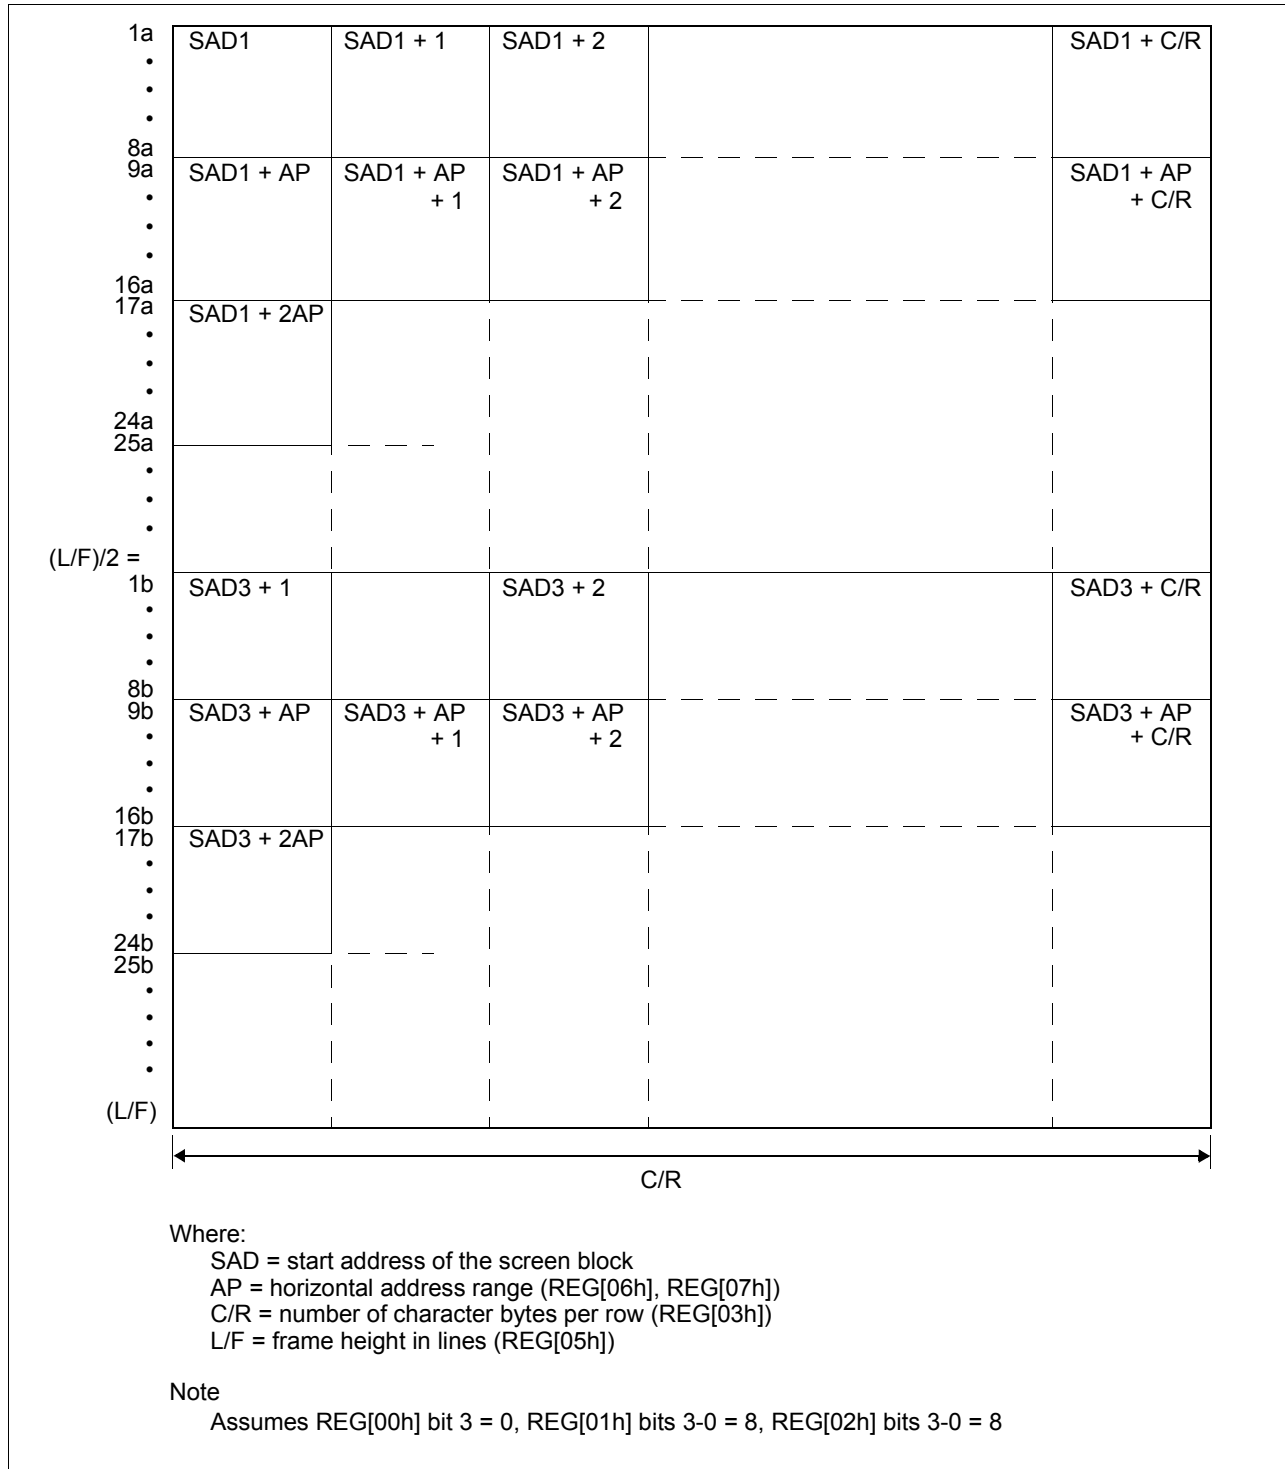 1a SAD1 SAD1 + 1 SAD1 + 2 SAD1 + C/R
•
•
•
8a
9a SAD1 + AP SAD1 + AP SAD1 + AP SAD1 + AP
• + 1 + 2 + C/R
•
•
16a
17a SAD1 + 2AP
•
•
•
24a
25a
•
•
•
(L/F)/2 =
1b SAD3 + 1 SAD3 + 2 SAD3 + C/R
•
•
•
8b
9b SAD3 + AP SAD3 + AP SAD3 + AP SAD3 + AP
• + 1 + 2 + C/R
•
•
16b
17b SAD3 + 2AP
•
•
•
24b
25b
•
•
•
•
(L/F)
C/R
Where:
SAD = start address of the screen block
AP = horizontal address range (REG[06h], REG[07h])
C/R = number of character bytes per row (REG[03h])
L/F = frame height in lines (REG[05h])
Note
Assumes REG[00h] bit 3 = 0, REG[01h] bits 3-0 = 8, REG[02h] bits 3-0 = 8